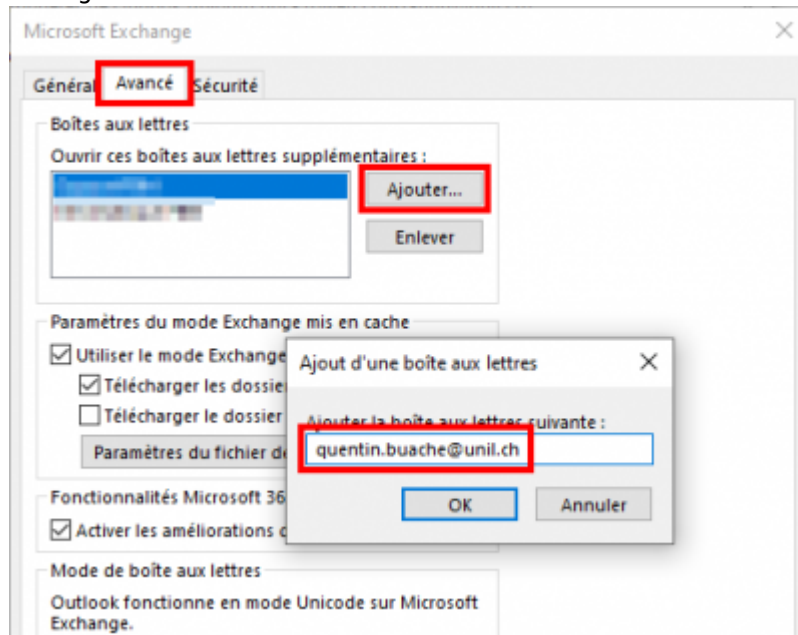 Microsoft Exchange
Général Avancé Sécurité
Boîtes aux lettres
Ouvrir ces boîtes aux lettres supplémentaires :
Ajouter...
Enlever
Paramètres du mode Exchange mis en cache
Utiliser le mode Exchange
Télécharger les
Télécharger le dossier
Paramètres du fichier
Ajout d'une boîte aux lettres
Ajouter la boîte aux lettres suivante :
quentin.buache@unil.ch
OK Annuler
Fonctionnalités Microsoft
Activer les améliorations
Mode de boîte aux lettres
Outlook fonctionne en mode Unicode sur Microsoft
Exchange.